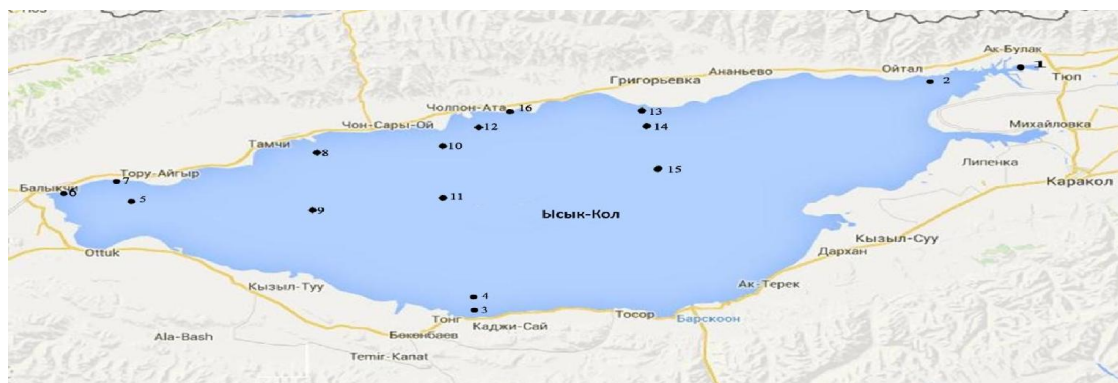 Ак-Булак
1
Ойтал
2
Тюп
Ананьево
Григорьевка
Чолпон-Ата
16
13
Чон-Сары-Ой
12
14
Михайловка
Тамчи
10
8
Липенка
15
Тору-Айгыр
7
Каракол
Балыкчи
6
5
11
9
Ысык-Кол
Кызыл-Суу
Дархан
Ottuk
Кызыл-Туу
Ак-Терек
4
3
Тонг
Каджи-Сай
Тосор
Барскоон
Бөкөнбаев
Ala-Bash
Temir-Kanat